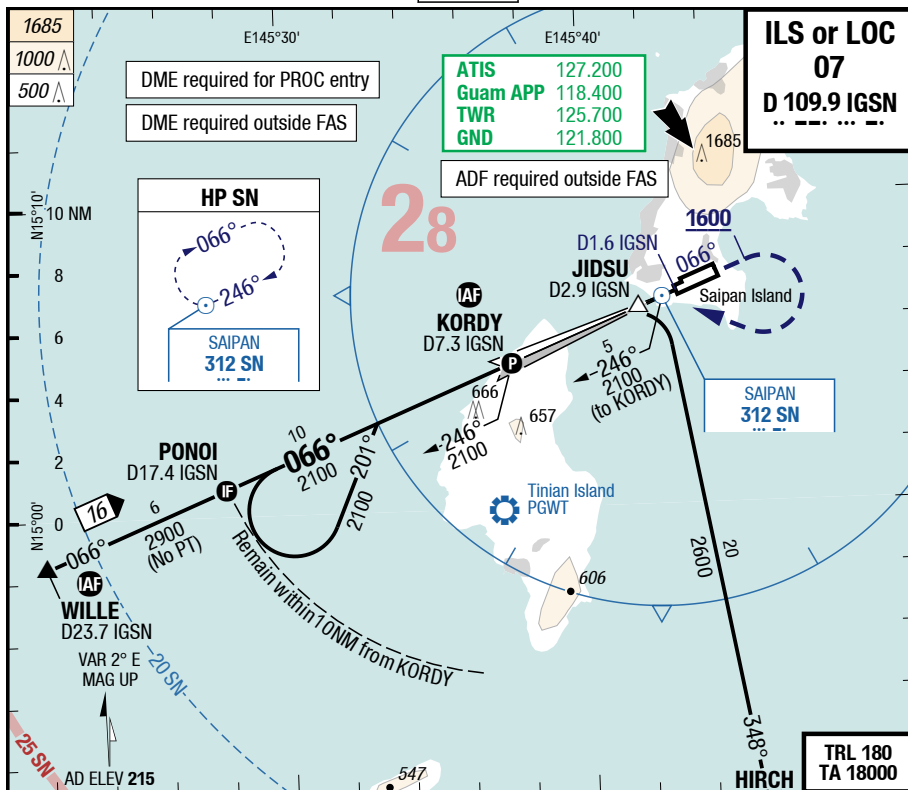 1685
1000
500
E145°30'
E145°40'
DME required for PROC entry
DME required outside FAS
ATIS 127.200
Guam APP 118.400
TWR 125.700
GND 121.800
ADF required outside FAS
ILS or LOC
07
D 109.9 IGSN
1685
N15°10'
10 NM
8
6
4
2
0
N15°00'
HP SN
066°
246°
SAIPAN
312 SN
28
1600
D1.6 IGSN
066°
JIDSU
D2.9 IGSN
Saipan Island
IAF
KORDY
D7.3 IGSN
P
5
246°
2100
(to KORDY)
SAIPAN
312 SN
666
657
246°
2100
10
066°
2100
201°
2100
PONOI
D17.4 IGSN
IF
16
6
2900
(No PT)
066°
IAF
WILLE
D23.7 IGSN
Remain within 10NM from KORDY
Tinian Island
PGWT
606
20
2600
348°
HIRCH
VAR 2° E
MAG UP
20 SN
25 SN
AD ELEV 215
547
TRL 180
TA 18000